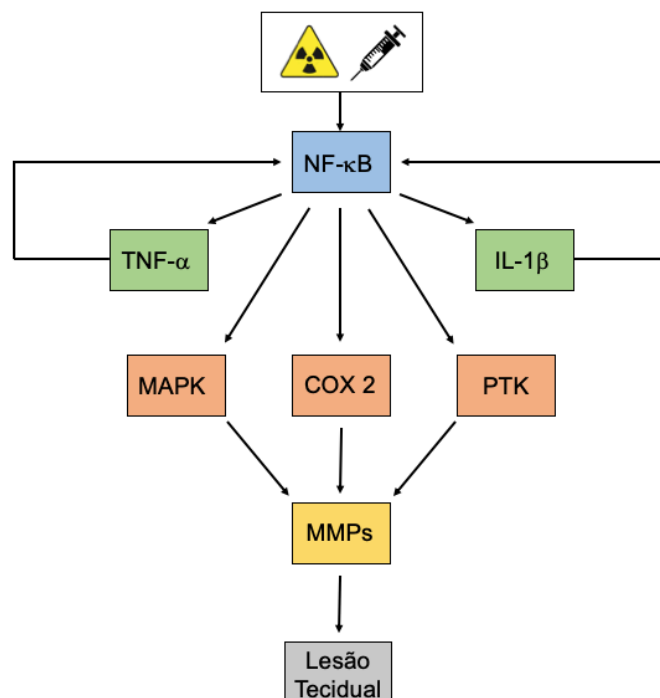 NF-κB
TNF-α
IL-1β
MAPK
COX 2
PTK
MMPs
Lesão
Tecidual